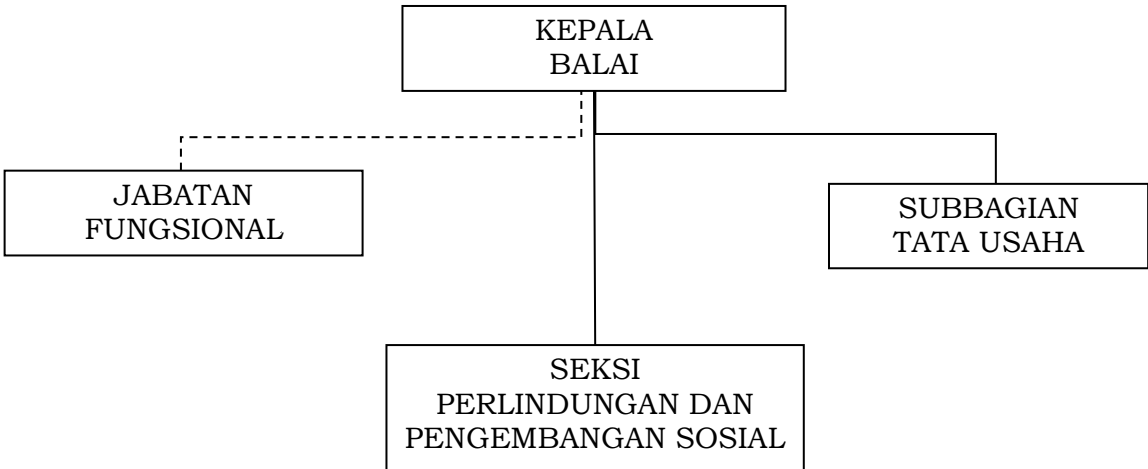 KEPALA
BALAI
JABATAN
FUNGSIONAL
SUBBAGIAN
TATA USAHA
SEKSI
PERLINDUNGAN DAN
PENGEMBANGAN SOSIAL